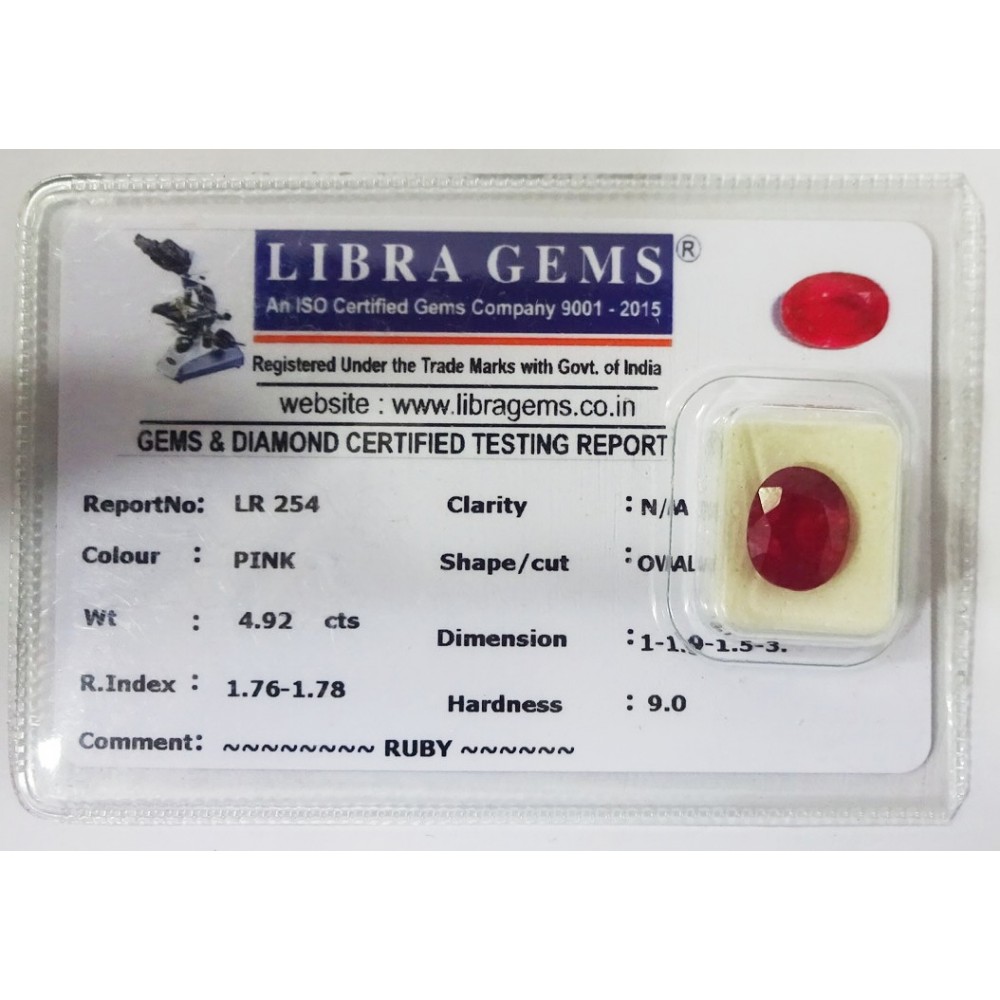 LIBRA GEMS ®
An ISO Certified Gems Company 9001 - 2015
Registered Under the Trade Marks with Govt. of India
website : www.libragems.co.in
GEMS & DIAMOND CERTIFIED TESTING REPORT
ReportNo: LR 254 Clarity : N/A
Colour : PINK Shape/cut : OVAL
Wt : 4.92 cts Dimension :
R.Index : 1.76-1.78 Hardness : 9.0
Comment: ~~~~~~~~ RUBY ~~~~~~